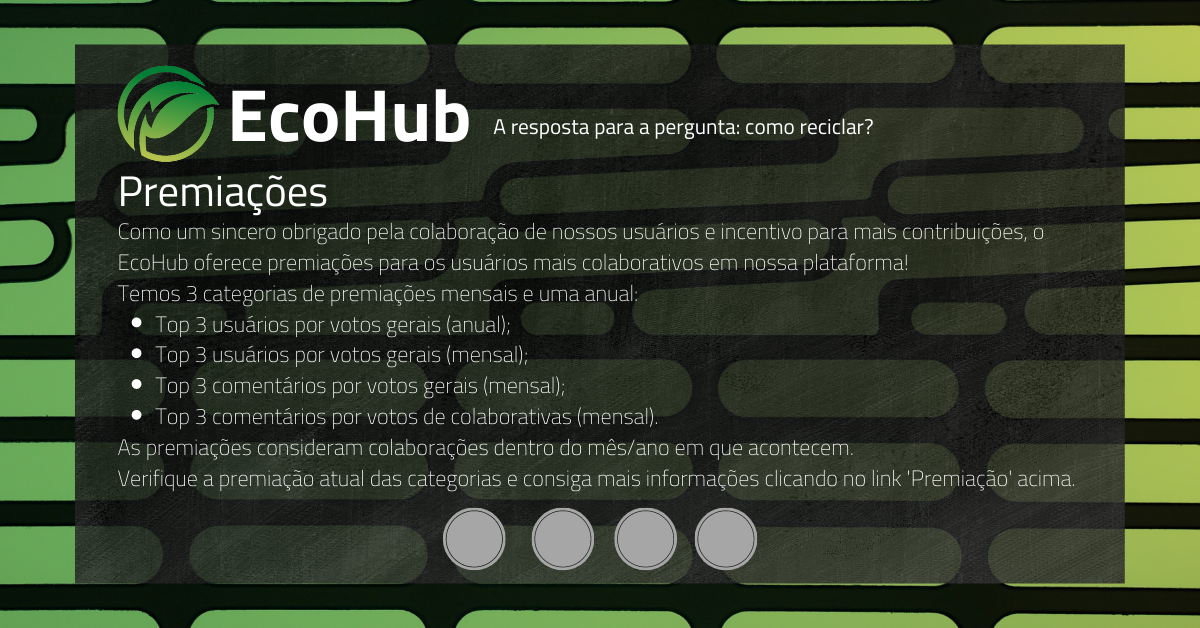 EcoHub
A resposta para a pergunta: como reciclar?
Premiações
Como um sincero obrigado pela colaboração de nossos usuários e incentivo para mais contribuições, o
EcoHub oferece premiações para os usuários mais colaborativos em nossa plataforma!
Temos 3 categorias de premiações mensais e uma anual:
• Top 3 usuários por votos gerais (anual);
• Top 3 usuários por votos gerais (mensal);
• Top 3 comentários por votos gerais (mensal);
• Top 3 comentários por votos de colaborativas (mensal).
As premiações consideram colaborações dentro do mês/ano em que acontecem.
Verifique a premiação atual das categorias e consiga mais informações clicando no link 'Premiação' acima.